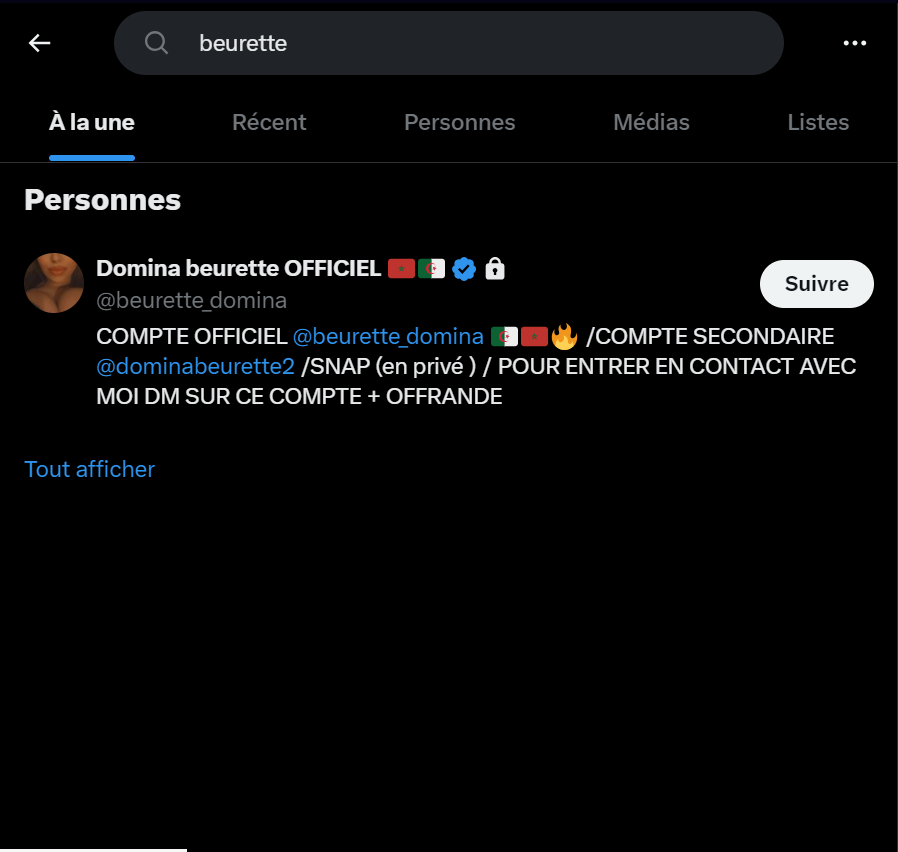 beurette
À la une
Récent
Personnes
Médias
Listes
Personnes
Domina beurette OFFICIEL 🇲🇦🇩🇿
Suivre
@beurette_domina
COMPTE OFFICIEL @beurette_domina 🇩🇿🇲🇦🔥 /COMPTE SECONDAIRE
@dominabeurette2 /SNAP (en privé ) / POUR ENTRER EN CONTACT AVEC
MOI DM SUR CE COMPTE + OFFRANDE
Tout afficher